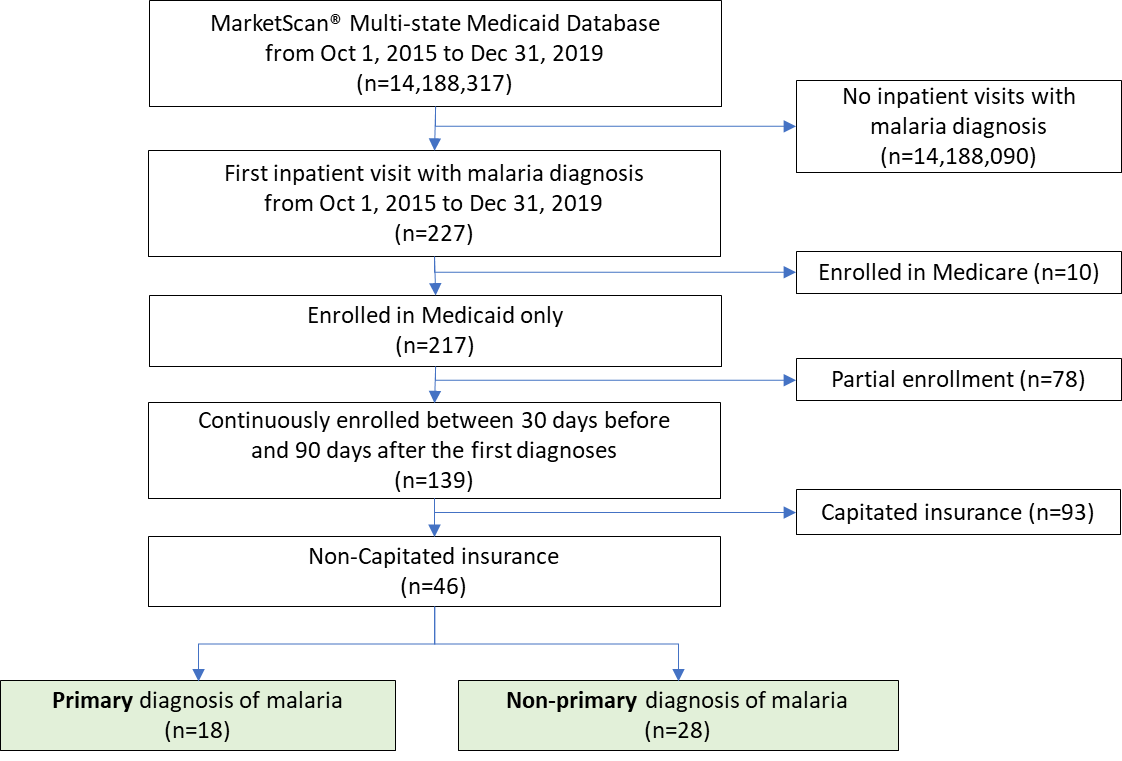 MarketScan® Multi-state Medicaid Database
from Oct 1, 2015 to Dec 31, 2019
(n=14,188,317)
No inpatient visits with
malaria diagnosis
(n=14,188,090)
First inpatient visit with malaria diagnosis
from Oct 1, 2015 to Dec 31, 2019
(n=227)
Enrolled in Medicare (n=10)
Enrolled in Medicaid only
(n=217)
Partial enrollment (n=78)
Continuously enrolled between 30 days before
and 90 days after the first diagnoses
(n=139)
Capitated insurance (n=93)
Non-Capitated insurance
(n=46)
Primary diagnosis of malaria
(n=18)
Non-primary diagnosis of malaria
(n=28)